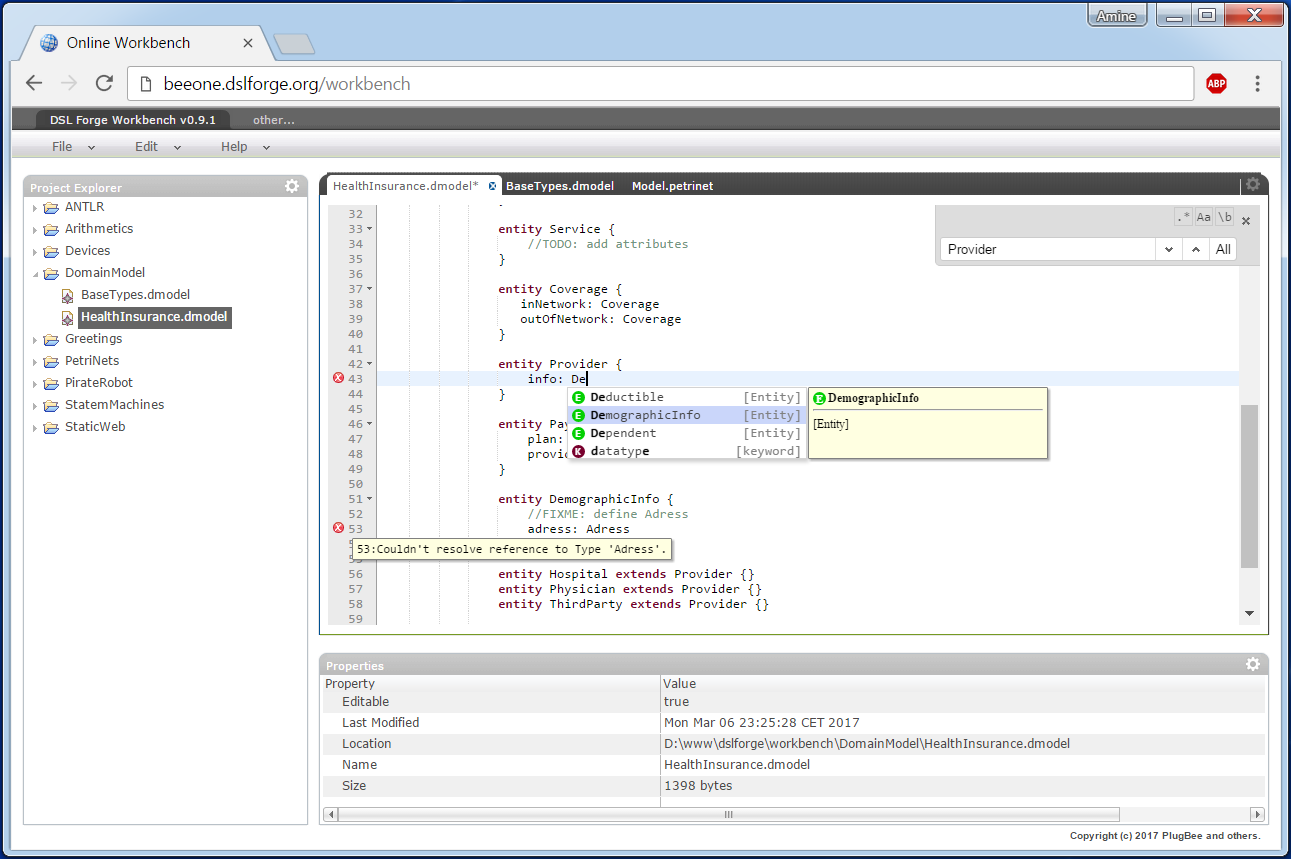 Amine
Online Workbench
beeone.dslforge.org/workbench
ABP
DSL Forge Workbench v0.9.1 other...
File Edit Help
Project Explorer
ANTLR
Arithmetics
Devices
DomainModel
BaseTypes.dmodel
HealthInsurance.dmodel
Greetings
PetriNets
PirateRobot
StatemMachines
StaticWeb
HealthInsurance.dmodel* BaseTypes.dmodel Model.petrinet
.* Aa \b
Provider All
32
33 entity Service {
34 //TODO: add attributes
35 }
36
37 entity Coverage {
38 inNetwork: Coverage
39 outOfNetwork: Coverage
40 }
41
42 entity Provider {
43 info: De
44 }
45
46 entity Pay
47 plan:
48 provid
49 }
50
51 entity DemographicInfo {
52 //FIXME: define Adress
53 adress: Adress
56 entity Hospital extends Provider {}
57 entity Physician extends Provider {}
58 entity ThirdParty extends Provider {}
59
Deductible [Entity]
DemographicInfo [Entity]
Dependent [Entity]
datatype [keyword]
E DemographicInfo
[Entity]
53:Couldn't resolve reference to Type 'Adress'.
Properties
Property Value
Editable true
Last Modified Mon Mar 06 23:25:28 CET 2017
Location D:\www\dslforge\workbench\DomainModel\HealthInsurance.dmodel
Name HealthInsurance.dmodel
Size 1398 bytes
Copyright (c) 2017 PlugBee and others.